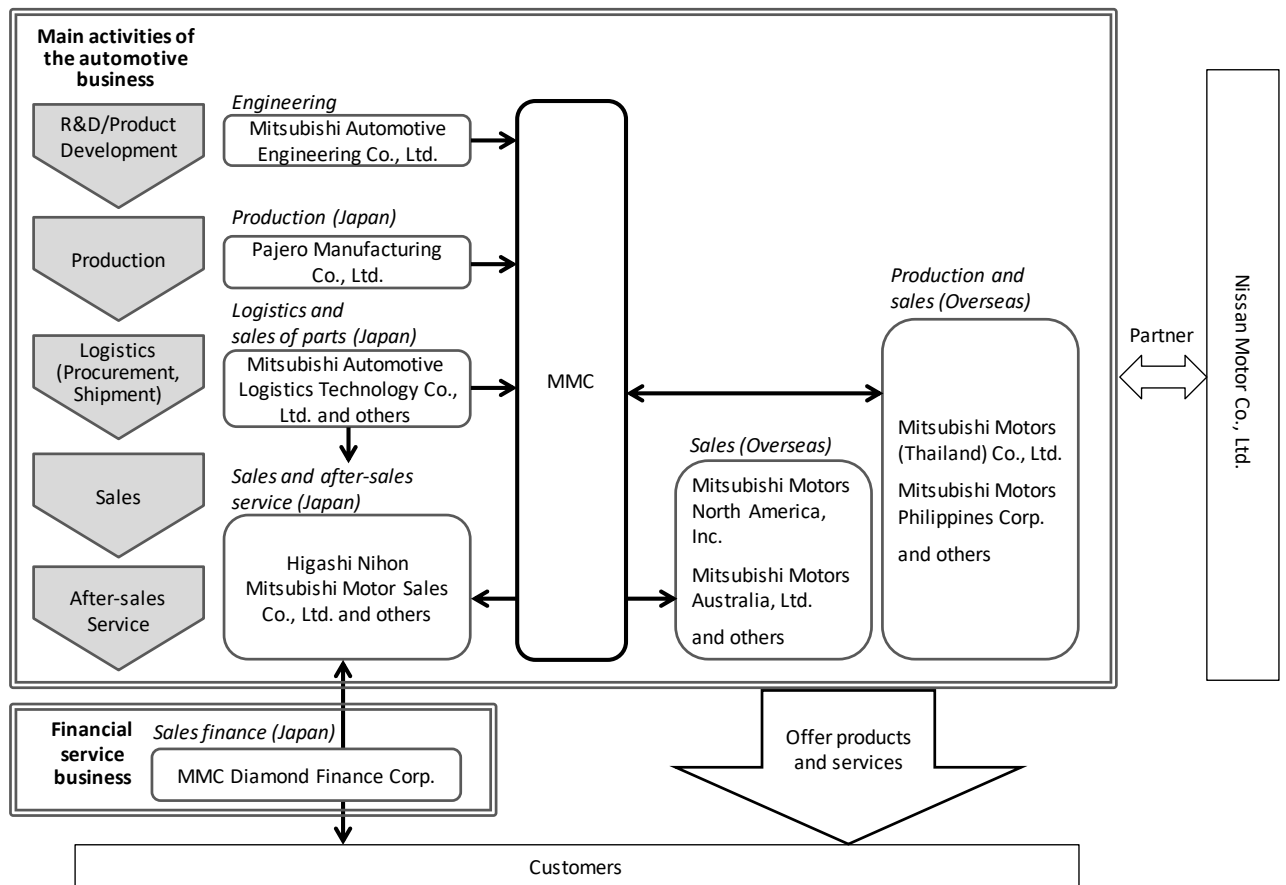 Main activities of
the automotive
business
R&D/Product
Development
Production
Logistics
(Procurement,
Shipment)
Sales
After-sales
Service
Engineering
Mitsubishi Automotive
Engineering Co., Ltd.
Production (Japan)
Pajero Manufacturing
Co., Ltd.
Logistics and
sales of parts (Japan)
Mitsubishi Automotive
Logistics Technology Co.,
Ltd. and others
Sales and after-sales
service (Japan)
Higashi Nihon
Mitsubishi Motor Sales
Co., Ltd. and others
MMC
Sales (Overseas)
Mitsubishi Motors
North America,
Inc.
Mitsubishi Motors
Australia, Ltd.
and others
Production and
sales (Overseas)
Mitsubishi Motors
(Thailand) Co., Ltd.
Mitsubishi Motors
Philippines Corp.
and others
Partner
Nissan Motor Co., Ltd.
Financial
service
business
Sales finance (Japan)
MMC Diamond Finance Corp.
Offer products
and services
Customers